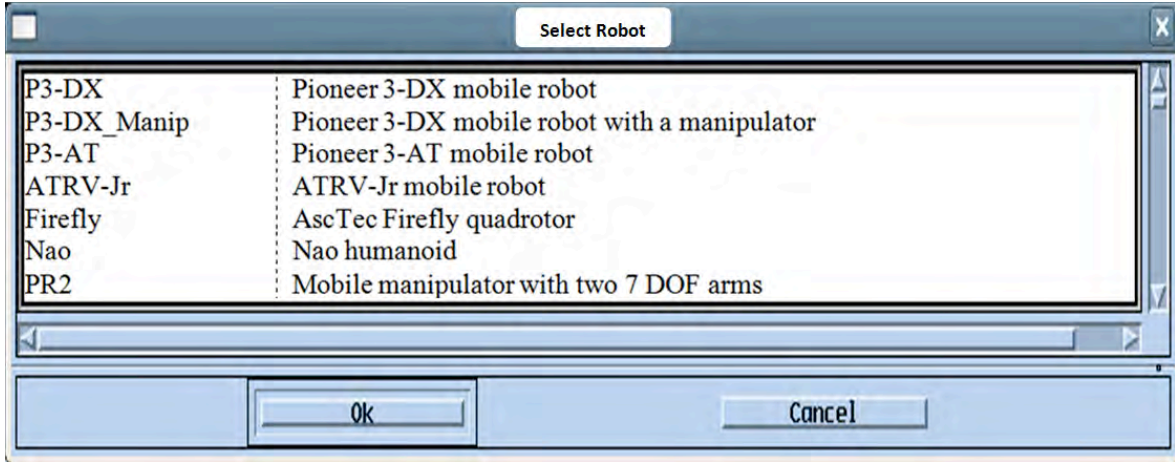 Select Robot X
P3-DX Pioneer 3-DX mobile robot
P3-DX_Manip Pioneer 3-DX mobile robot with a manipulator
P3-AT Pioneer 3-AT mobile robot
ATRV-Jr ATRV-Jr mobile robot
Firefly AscTec Firefly quadrotor
Nao Nao humanoid
PR2 Mobile manipulator with two 7 DOF arms
Ok Cancel